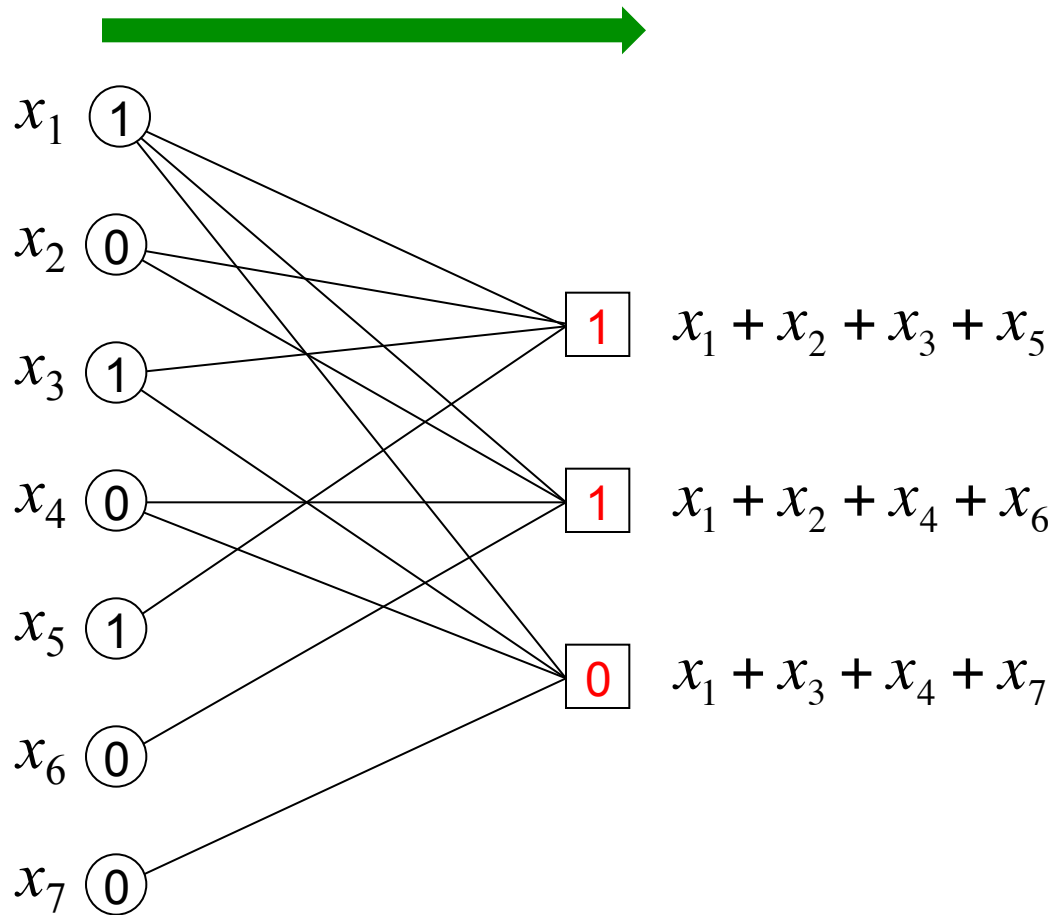 x₁ 1
x₂ 0
1 x₁ + x₂ + x₃ + x₅
x₃ 1
x₄ 0
1 x₁ + x₂ + x₄ + x₆
x₅ 1
0 x₁ + x₃ + x₄ + x₇
x₆ 0
x₇ 0